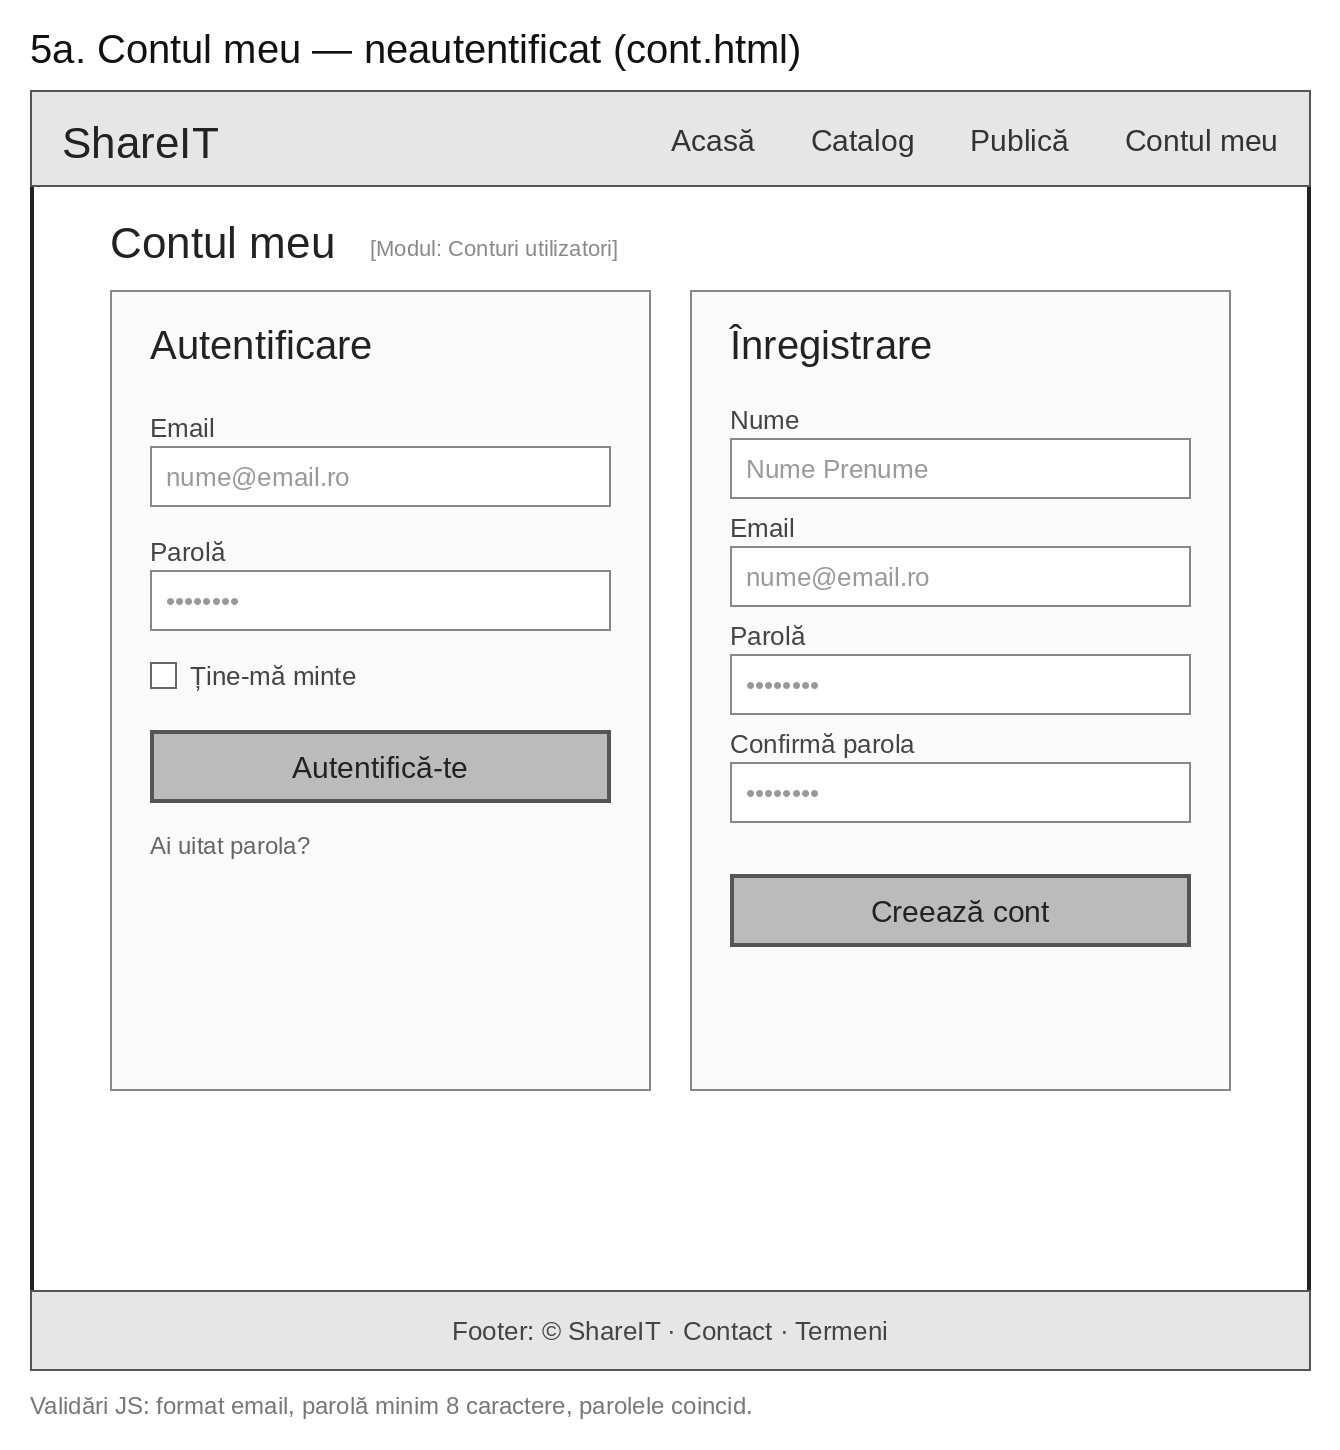 5a. Contul meu — neautentificat (cont.html)
ShareIT
Acasă Catalog Publică Contul meu
Contul meu [Modul: Conturi utilizatori]
Autentificare
Email
nume@email.ro
Parolă
••••••••
Ține-mă minte
Autentifică-te
Ai uitat parola?
Înregistrare
Nume
Nume Prenume
Email
nume@email.ro
Parolă
••••••••
Confirmă parola
••••••••
Creează cont
Footer: © ShareIT · Contact · Termeni
Validări JS: format email, parolă minim 8 caractere, parolele coincid.